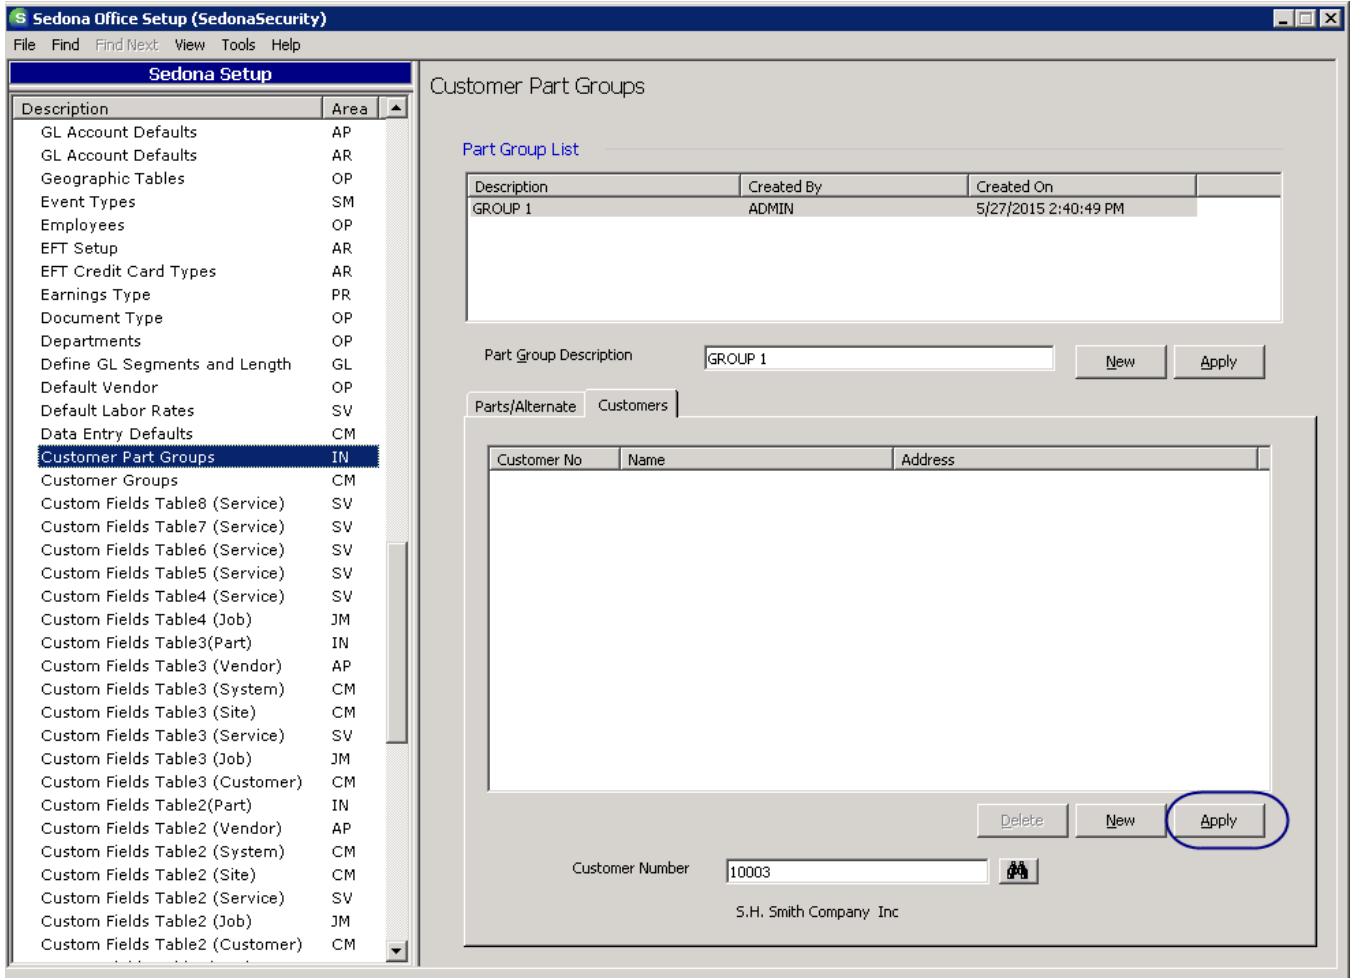 Sedona Office Setup (SedonaSecurity)
File Find Find Next View Tools Help
Sedona Setup
Description Area
GL Account Defaults AP
GL Account Defaults AR
Geographic Tables OP
Event Types SM
Employees OP
EFT Setup AR
EFT Credit Card Types AR
Earnings Type PR
Document Type OP
Departments OP
Define GL Segments and Length GL
Default Vendor OP
Default Labor Rates SV
Data Entry Defaults CM
Customer Part Groups IN
Customer Groups CM
Custom Fields Table8 (Service) SV
Custom Fields Table7 (Service) SV
Custom Fields Table6 (Service) SV
Custom Fields Table5 (Service) SV
Custom Fields Table4 (Service) SV
Custom Fields Table4 (Job) JM
Custom Fields Table3(Part) IN
Custom Fields Table3 (Vendor) AP
Custom Fields Table3 (System) CM
Custom Fields Table3 (Site) CM
Custom Fields Table3 (Service) SV
Custom Fields Table3 (Job) JM
Custom Fields Table3 (Customer) CM
Custom Fields Table2(Part) IN
Custom Fields Table2 (Vendor) AP
Custom Fields Table2 (System) CM
Custom Fields Table2 (Site) CM
Custom Fields Table2 (Service) SV
Custom Fields Table2 (Job) JM
Custom Fields Table2 (Customer) CM
Customer Part Groups
Part Group List
Description Created By Created On
GROUP 1 ADMIN 5/27/2015 2:40:49 PM
Part Group Description GROUP 1 New Apply
Parts/Alternate Customers
Customer No Name Address
Delete New Apply
Customer Number 10003
S.H. Smith Company Inc